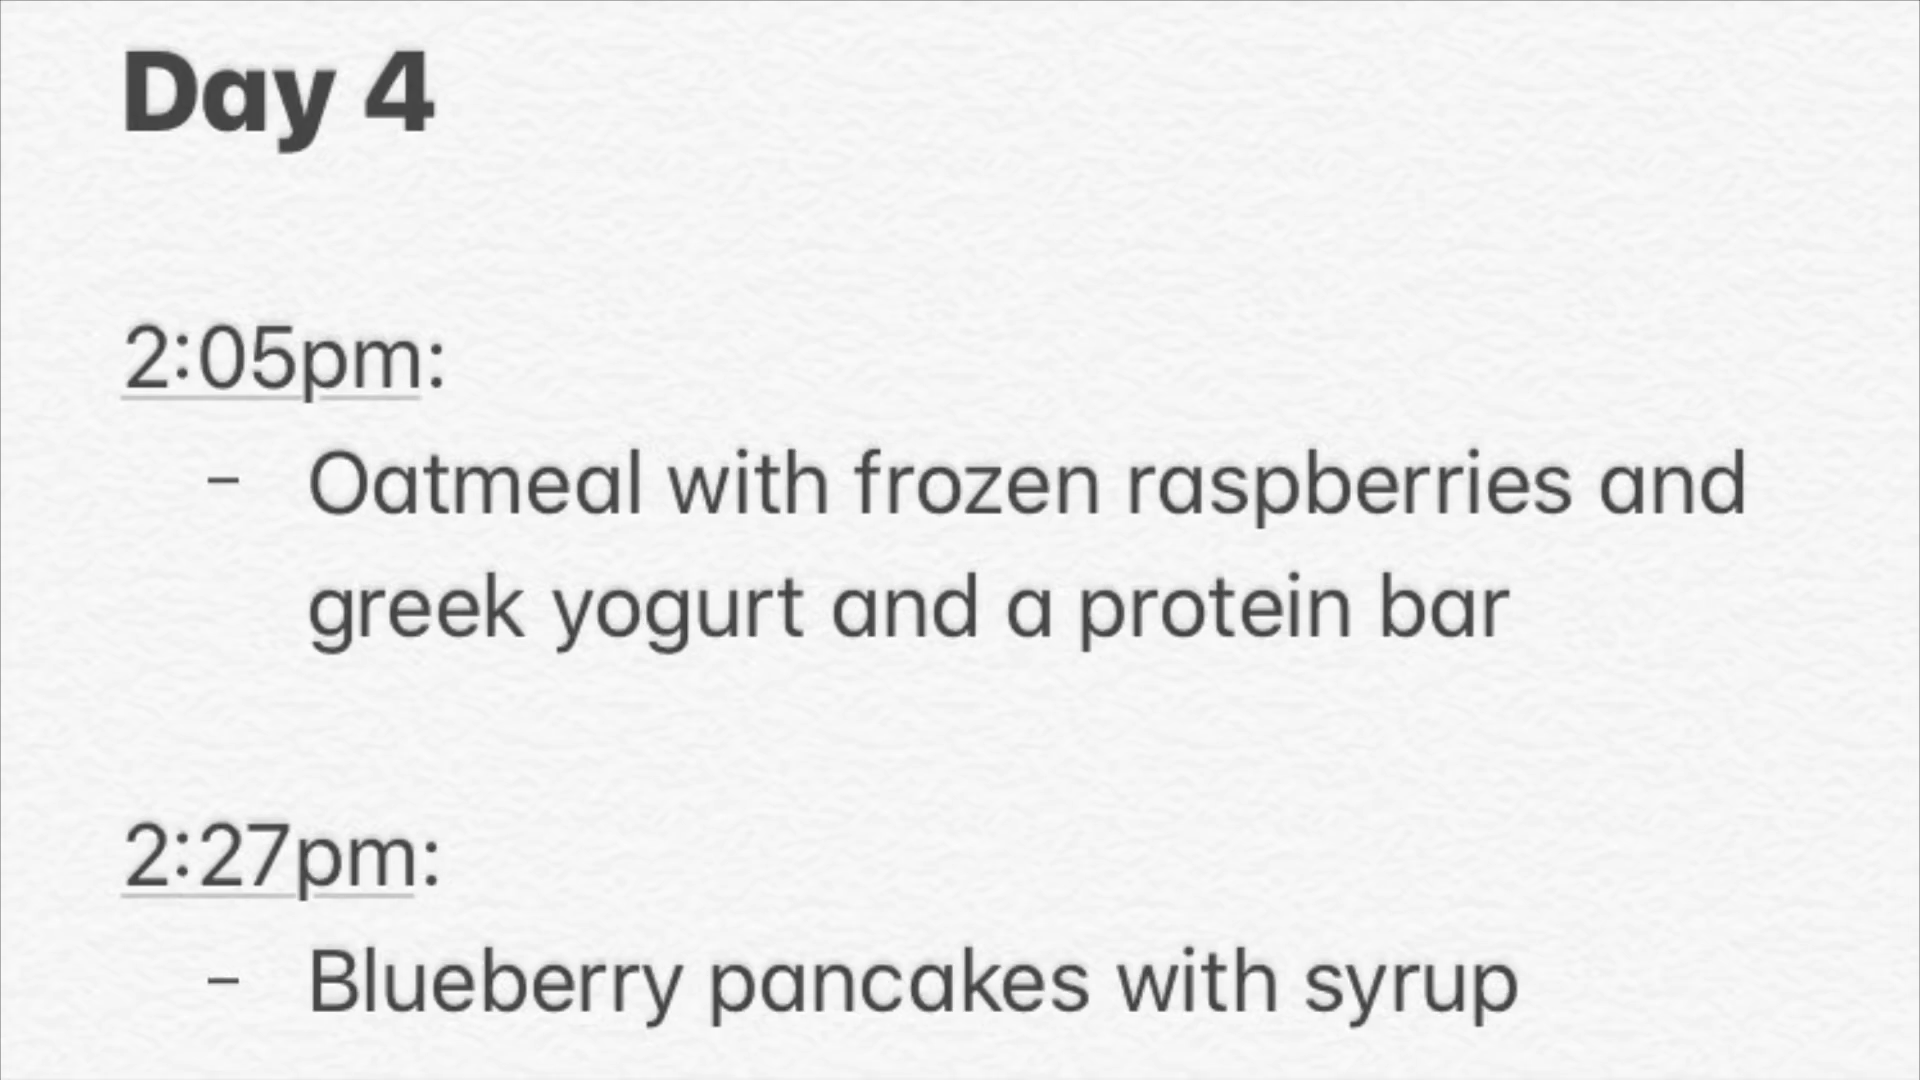 Day 4
2:05pm:
– Oatmeal with frozen raspberries and
greek yogurt and a protein bar
2:27pm:
– Blueberry pancakes with syrup